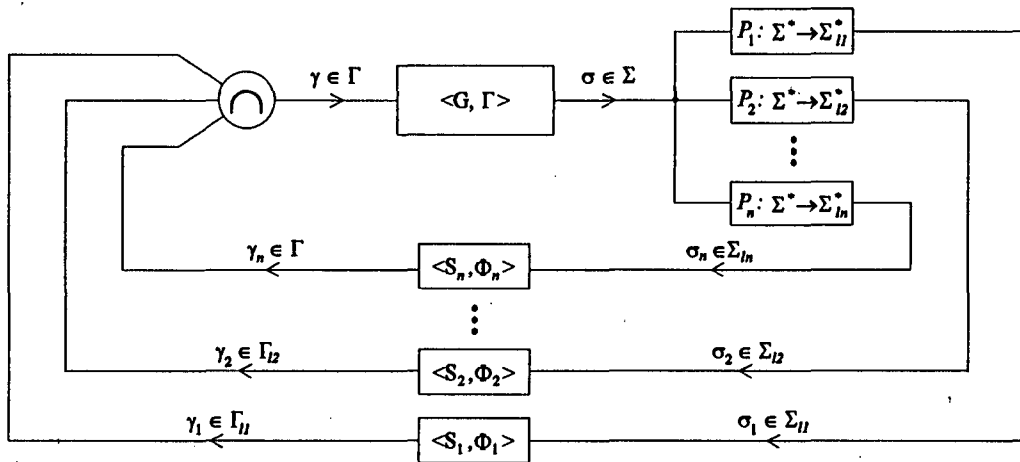 P₁: Σ*→Σ*ₗ₁
γ ∈ Γ
<G, Γ>
σ ∈ Σ
P₂: Σ*→Σ*ₗ₂
∩
Pₙ: Σ*→Σ*ₗₙ
γₙ ∈ Γ
<Sₙ,Φₙ>
σₙ ∈Σₗₙ
γ₂ ∈ Γₗ₂
<S₂,Φ₂>
σ₂ ∈ Σₗ₂
γ₁ ∈ Γₗ₁
<S₁,Φ₁>
σ₁ ∈ Σₗ₁